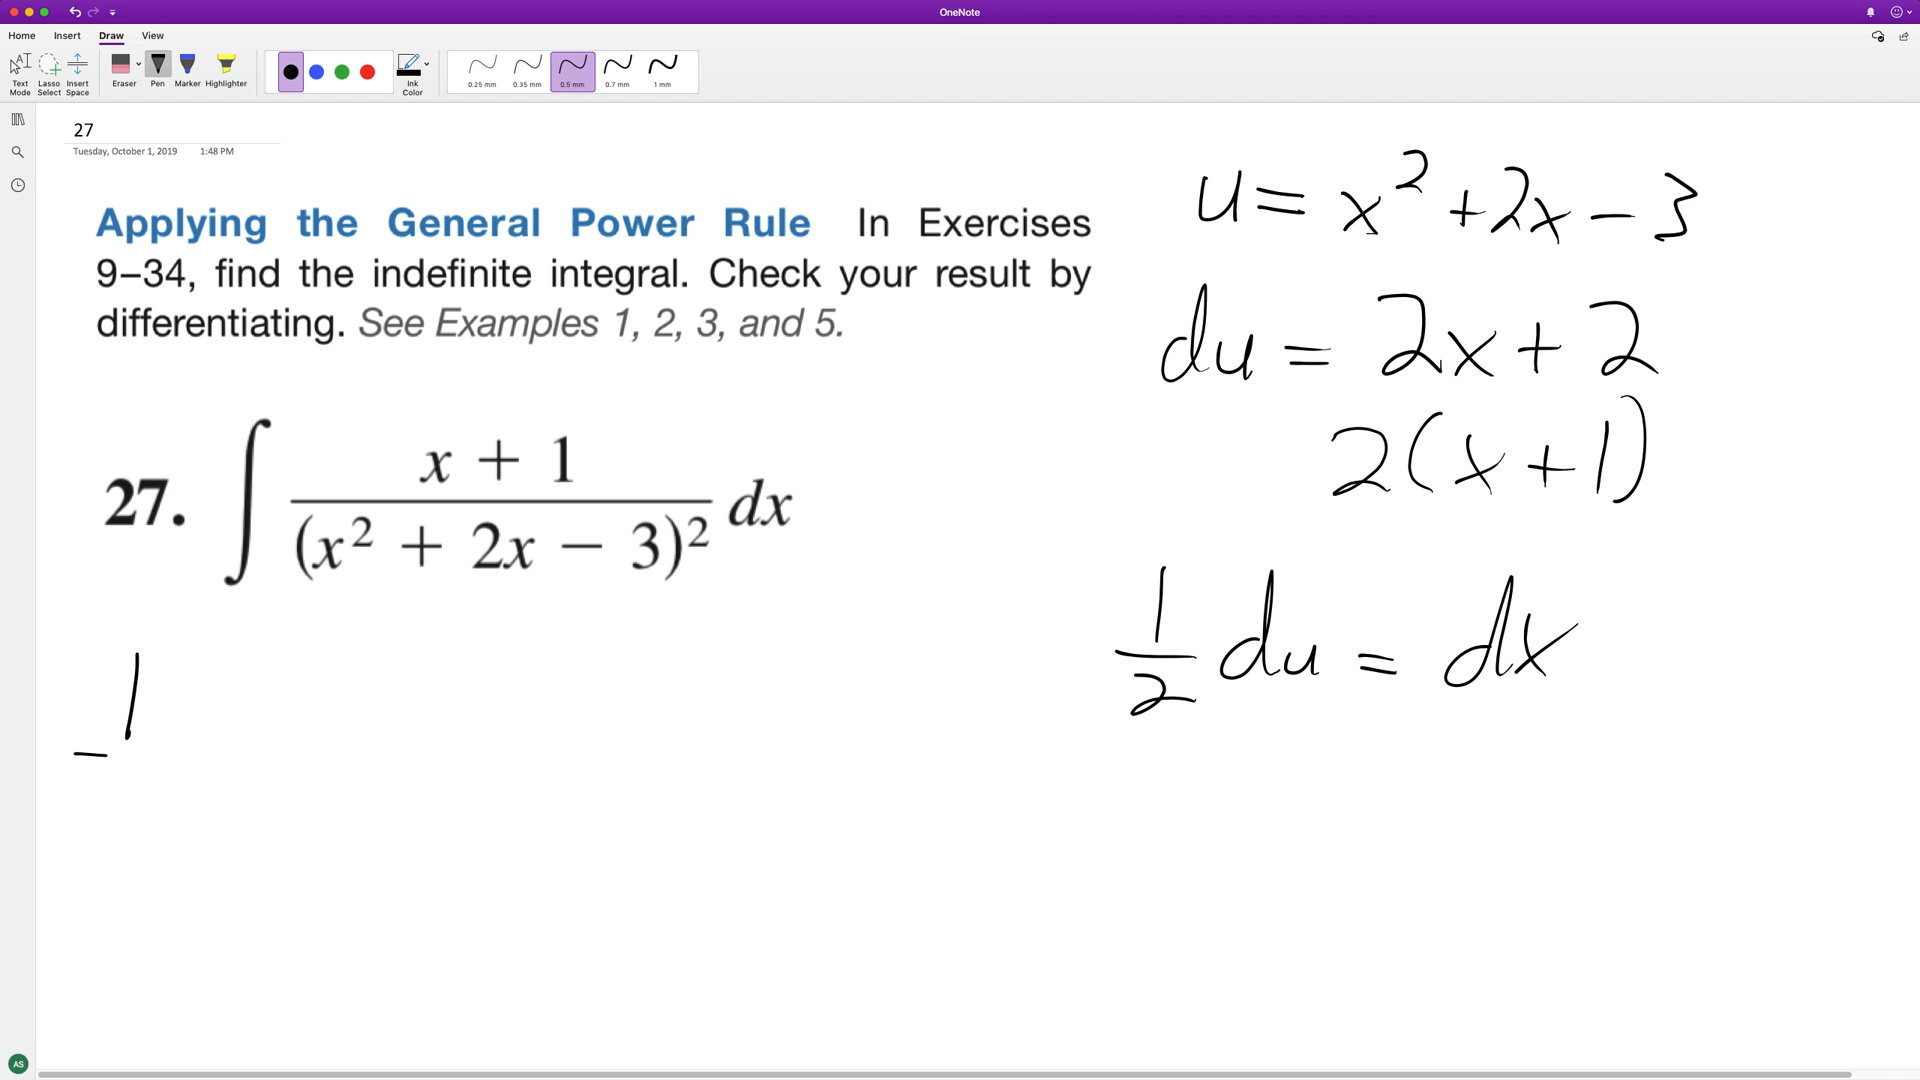 OneNote
Home Insert Draw View
Text Mode Lasso Select Insert Space Eraser Pen Marker Highlighter Ink Color 0.25 mm 0.35 mm 0.5 mm 0.7 mm 1 mm
27
Tuesday, October 1, 2019 1:48 PM
Applying the General Power Rule In Exercises
9–34, find the indefinite integral. Check your result by
differentiating. See Examples 1, 2, 3, and 5.
27. ∫ (x + 1)/(x² + 2x − 3)² dx
u = x² + 2x − 3
du = 2x + 2
2(x + 1)
1/2 du = dx
1
AS